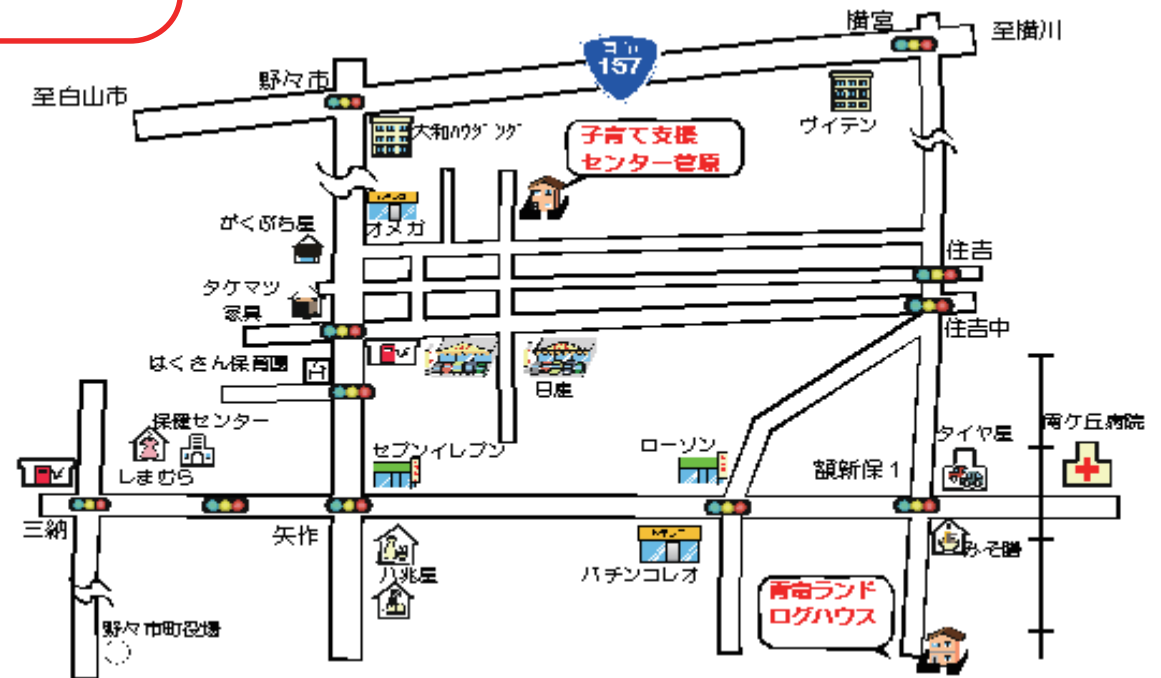 横宮
至横川
157
野々市
至白山市
ヴィテン
大和ハウジング
子育て支援
センター菅原
がくぶち屋
オメガ
住吉
タケマツ
家具
住吉中
はくさん保育園
日産
保健センター
しまむら
セブンイレブン
ローソン
タイヤ屋
南ケ丘病院
額新保1
三納
矢作
八兆屋
パチンコレオ
みそ膳
青竜ランド
ログハウス
野々市町役場